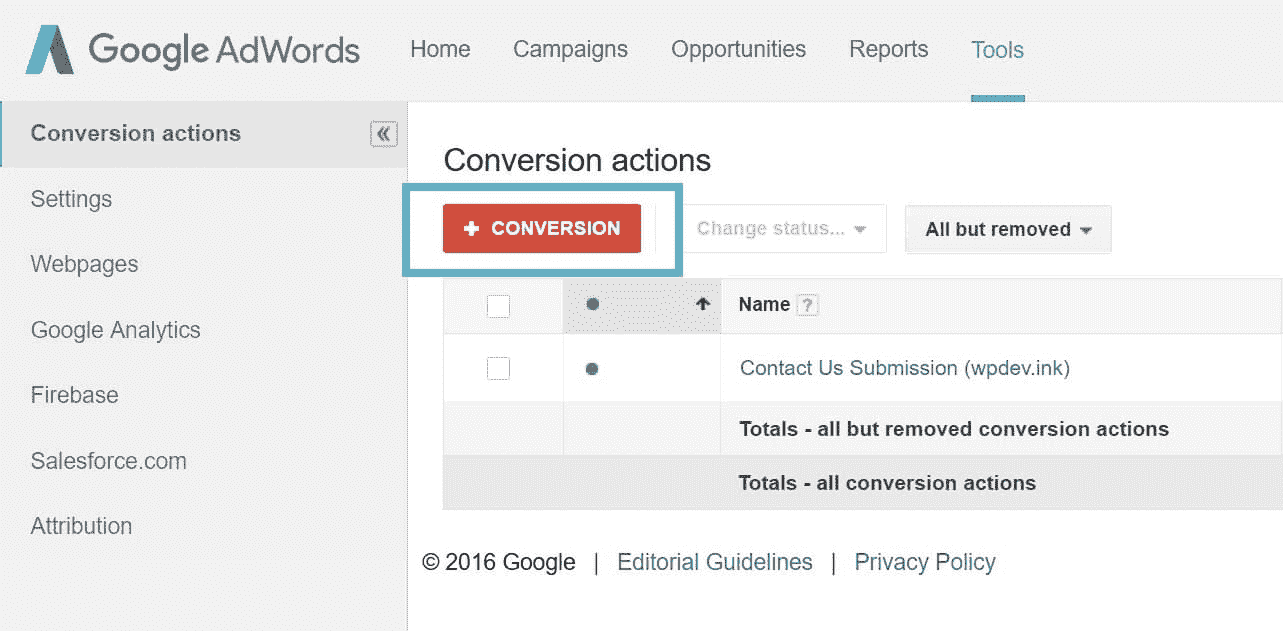 Google AdWords Home Campaigns Opportunities Reports Tools
Conversion actions
Settings
Webpages
Google Analytics
Firebase
Salesforce.com
Attribution
Conversion actions
+ CONVERSION Change status... All but removed
Name ?
Contact Us Submission (wpdev.ink)
Totals - all but removed conversion actions
Totals - all conversion actions
© 2016 Google | Editorial Guidelines | Privacy Policy